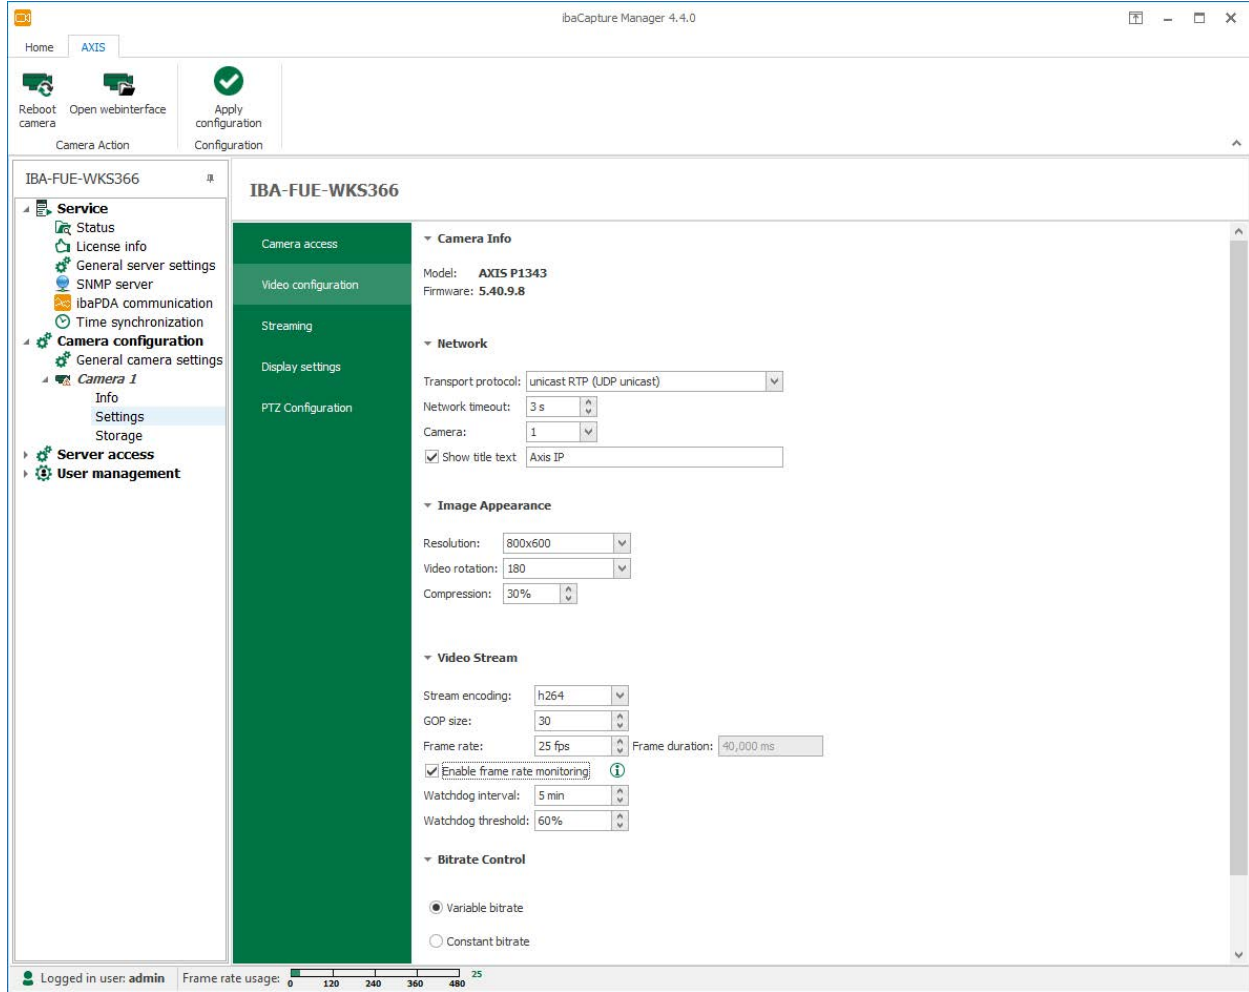 ibaCapture Manager 4.4.0
Home AXIS
Reboot camera Open webinterface Apply configuration
Camera Action Configuration
IBA-FUE-WKS366
Service
Status
License info
General server settings
SNMP server
ibaPDA communication
Time synchronization
Camera configuration
General camera settings
Camera 1
Info
Settings
Storage
Server access
User management
IBA-FUE-WKS366
Camera access
Video configuration
Streaming
Display settings
PTZ Configuration
Camera Info
Model: AXIS P1343
Firmware: 5.40.9.8
Network
Transport protocol: unicast RTP (UDP unicast)
Network timeout: 3 s
Camera: 1
Show title text Axis IP
Image Appearance
Resolution: 800x600
Video rotation: 180
Compression: 30%
Video Stream
Stream encoding: h264
GOP size: 30
Frame rate: 25 fps Frame duration: 40,000 ms
Enable frame rate monitoring
Watchdog interval: 5 min
Watchdog threshold: 60%
Bitrate Control
Variable bitrate
Constant bitrate
Logged in user: admin Frame rate usage: 0 120 240 360 480 25